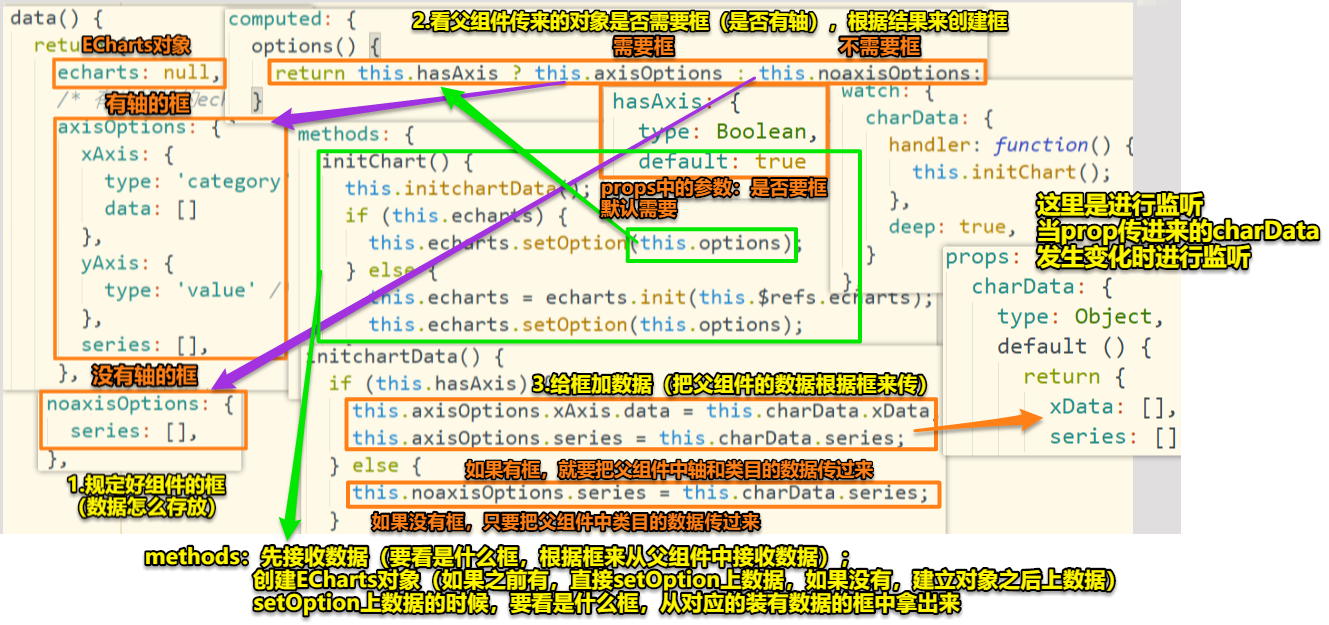 data() {
return
ECharts对象
echarts: null,
有轴的框
axisOptions: {
xAxis: {
type: 'category'
data: []
},
yAxis: {
type: 'value' /
},
series: [],
},
没有轴的框
noaxisOptions: {
series: [],
},
1.规定好组件的框
(数据怎么存放)
computed: {
2.看父组件传来的对象是否需要框（是否有轴），根据结果来创建框
options() {
需要框
不需要框
return this.hasAxis ? this.axisOptions : this.noaxisOptions;
}
hasAxis: {
type: Boolean,
default: true
props中的参数：是否要框
默认需要
methods: {
initChart() {
this.initchartData();
if (this.echarts) {
this.echarts.setOption(this.options);
} else {
this.echarts = echarts.init(this.$refs.echarts);
this.echarts.setOption(this.options);
initchartData() {
if (this.hasAxis)
3.给框加数据（把父组件的数据根据框来传）
this.axisOptions.xAxis.data = this.charData.xData
this.axisOptions.series = this.charData.series;
} else {
如果有框，就要把父组件中轴和类目的数据传过来
this.noaxisOptions.series = this.charData.series;
}
如果没有框，只要把父组件中类目的数据传过来
watch: {
charData: {
handler: function() {
this.initChart();
},
deep: true,
}
},
这里是进行监听
当prop传进来的charData
发生变化时进行监听
props:
charData: {
type: Object,
default () {
return {
xData: [],
series: []
methods：先接收数据（要看是什么框，根据框来从父组件中接收数据）；
创建ECharts对象（如果之前有，直接setOption上数据，如果没有，建立对象之后上数据）
setOption上数据的时候，要看是什么框，从对应的装有数据的框中拿出来